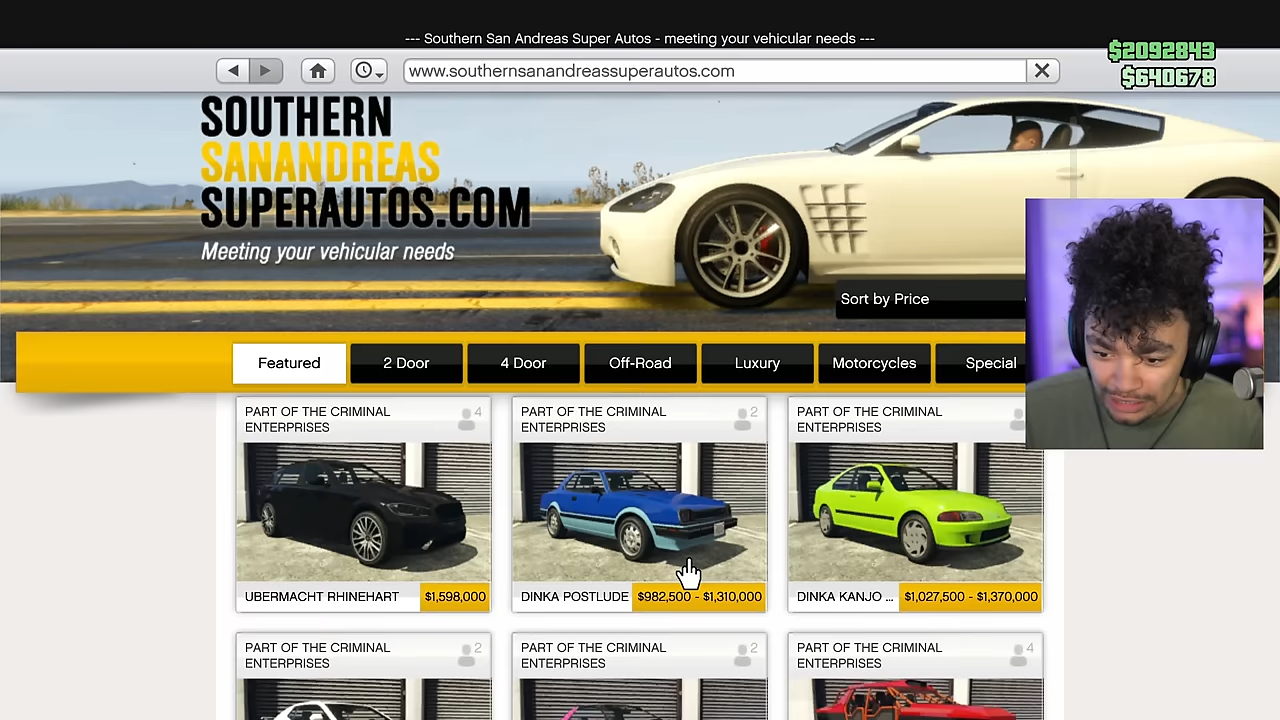 --- Southern San Andreas Super Autos - meeting your vehicular needs ---
$2092843
www.southernsanandreassuperautos.com
$640678
SOUTHERN
SANANDREAS
SUPERAUTOS.COM
Meeting your vehicular needs
Sort by Price
Featured
2 Door
4 Door
Off-Road
Luxury
Motorcycles
Special
PART OF THE CRIMINAL
ENTERPRISES
4
UBERMACHT RHINEHART
$1,598,000
PART OF THE CRIMINAL
ENTERPRISES
2
DINKA POSTLUDE
$982,500 - $1,310,000
PART OF THE CRIMINAL
ENTERPRISES
DINKA KANJO ...
$1,027,500 - $1,370,000
PART OF THE CRIMINAL
ENTERPRISES
2
PART OF THE CRIMINAL
ENTERPRISES
2
PART OF THE CRIMINAL
ENTERPRISES
4